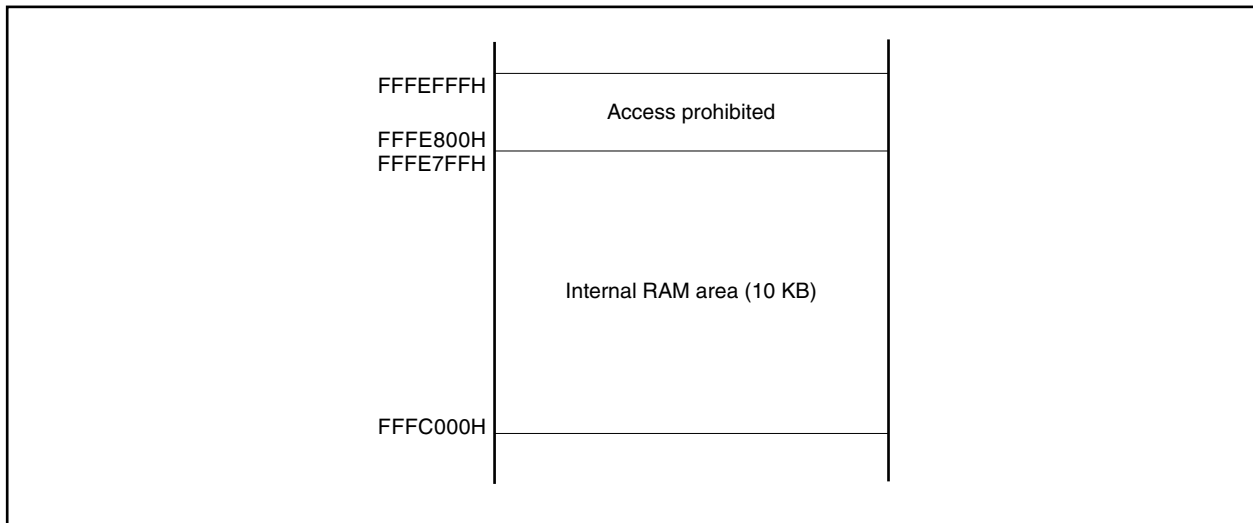 FFFEFFFH
Access prohibited
FFFE800H
FFFE7FFH
Internal RAM area (10 KB)
FFFC000H